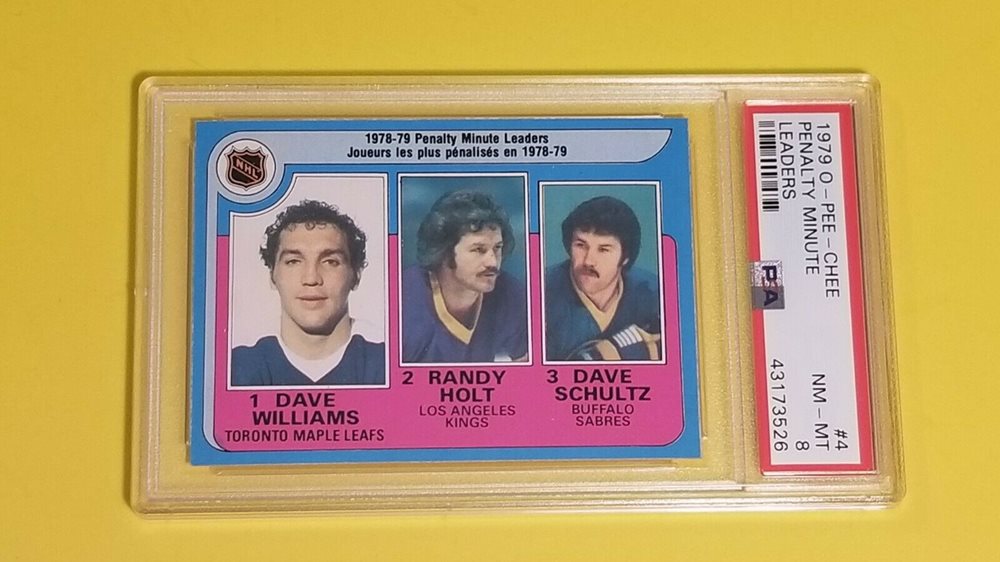 1978-79 Penalty Minute Leaders
Joueurs les plus pénalisés en 1978-79
NHL
1 DAVE
WILLIAMS
TORONTO MAPLE LEAFS
2 RANDY
HOLT
LOS ANGELES
KINGS
3 DAVE
SCHULTZ
BUFFALO
SABRES
1979 O-PEE-CHEE #4
PENALTY MINUTE NM-MT
LEADERS 8
43173526